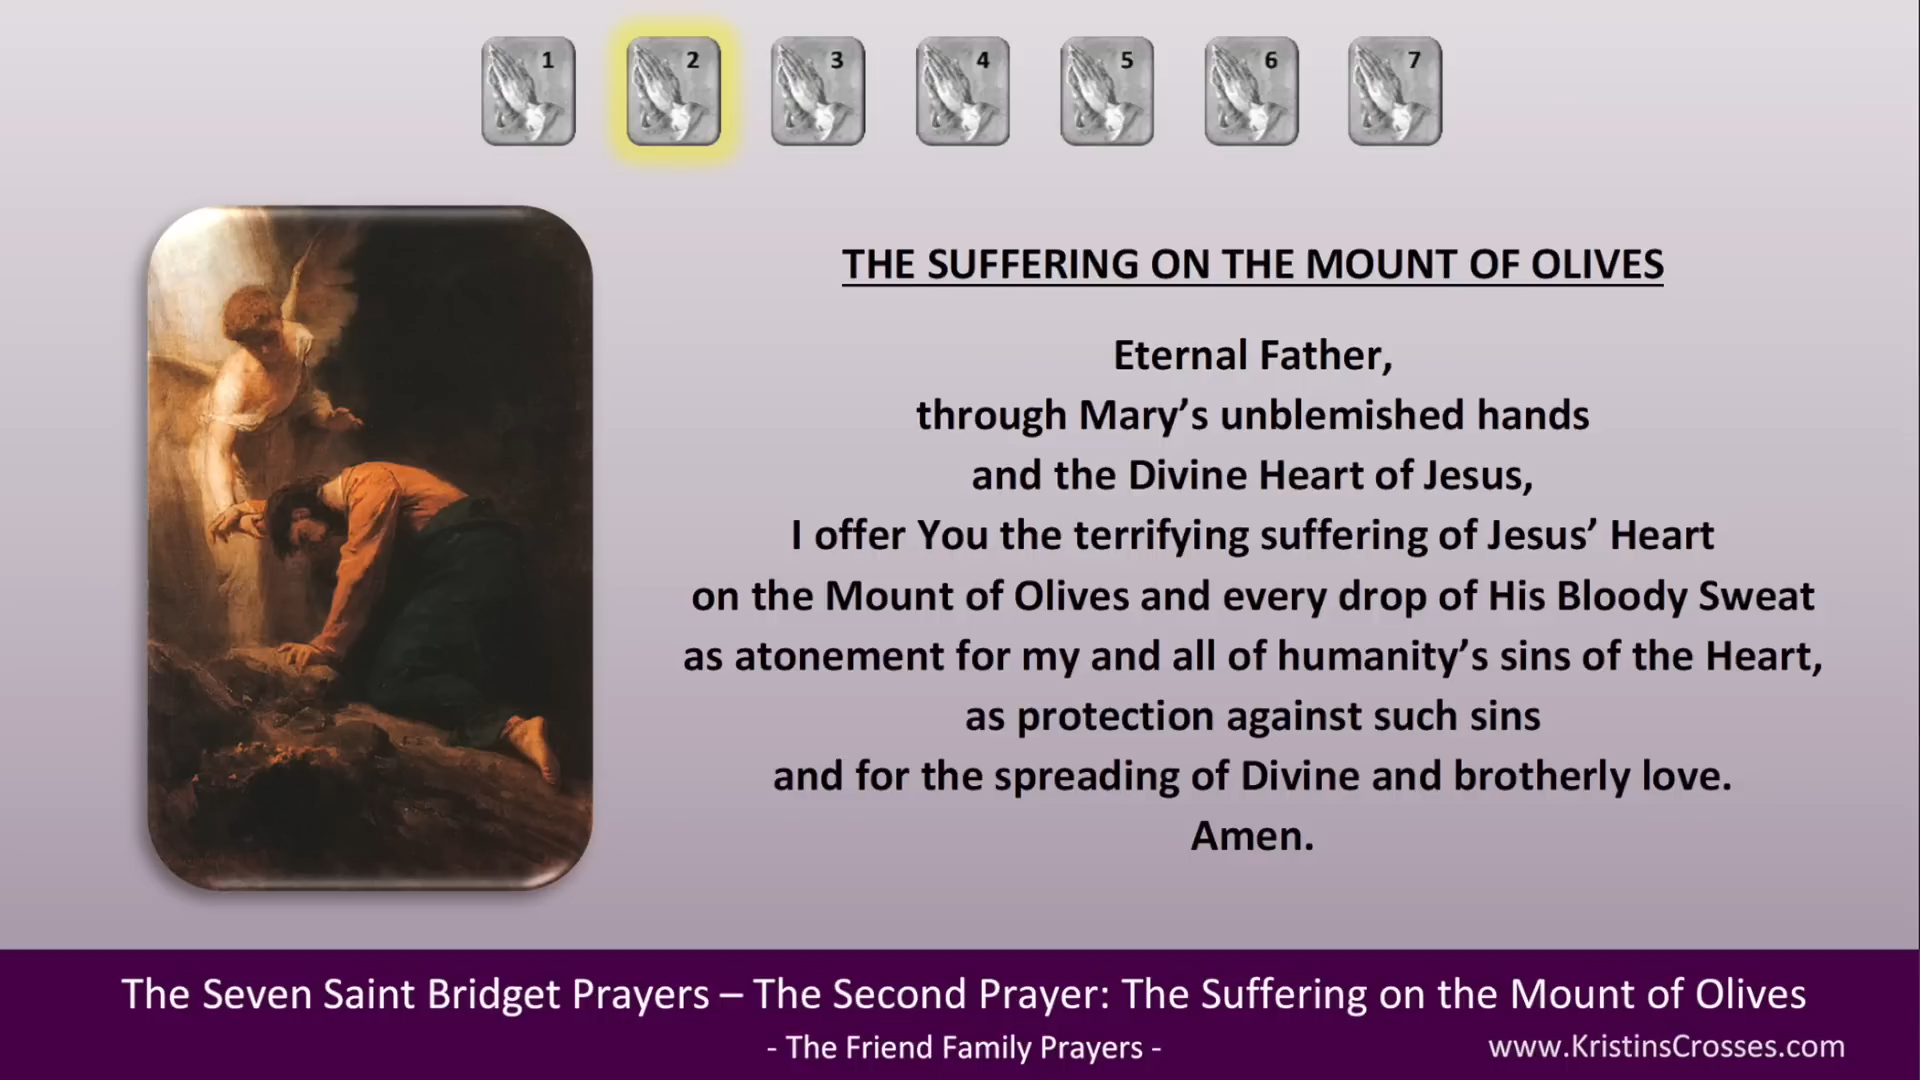 1 2 3 4 5 6 7
THE SUFFERING ON THE MOUNT OF OLIVES
Eternal Father,
through Mary’s unblemished hands
and the Divine Heart of Jesus,
I offer You the terrifying suffering of Jesus’ Heart
on the Mount of Olives and every drop of His Bloody Sweat
as atonement for my and all of humanity’s sins of the Heart,
as protection against such sins
and for the spreading of Divine and brotherly love.
Amen.
The Seven Saint Bridget Prayers – The Second Prayer: The Suffering on the Mount of Olives
- The Friend Family Prayers -
www.KristinsCrosses.com